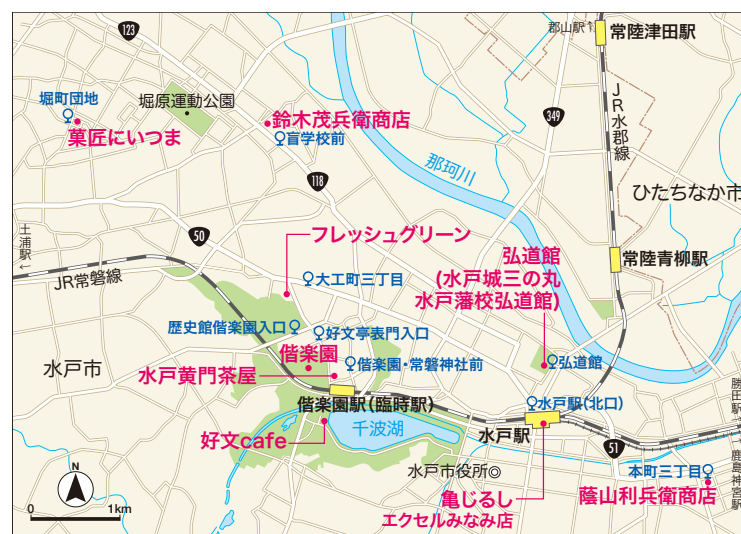 123
郡山駅↑
常陸津田駅
堀町団地
菓匠にいつま
堀原運動公園
鈴木茂兵衛商店
盲学校前
349
JR水郡線
那珂川
118
ひたちなか市
50
土浦駅←
JR常磐線
フレッシュグリーン
弘道館
(水戸城三の丸
水戸藩校弘道館)
常陸青柳駅
大工町三丁目
歴史館偕楽園入口
好文亭表門入口
偕楽園
偕楽園・常磐神社前
弘道館
水戸市
水戸黄門茶屋
偕楽園駅(臨時駅)
水戸駅(北口)
勝田駅↑
好文cafe
千波湖
水戸駅
51
→鹿島神宮駅
水戸市役所
本町三丁目
蔭山利兵衛商店
亀じるし
エクセルみなみ店
N
0 1km